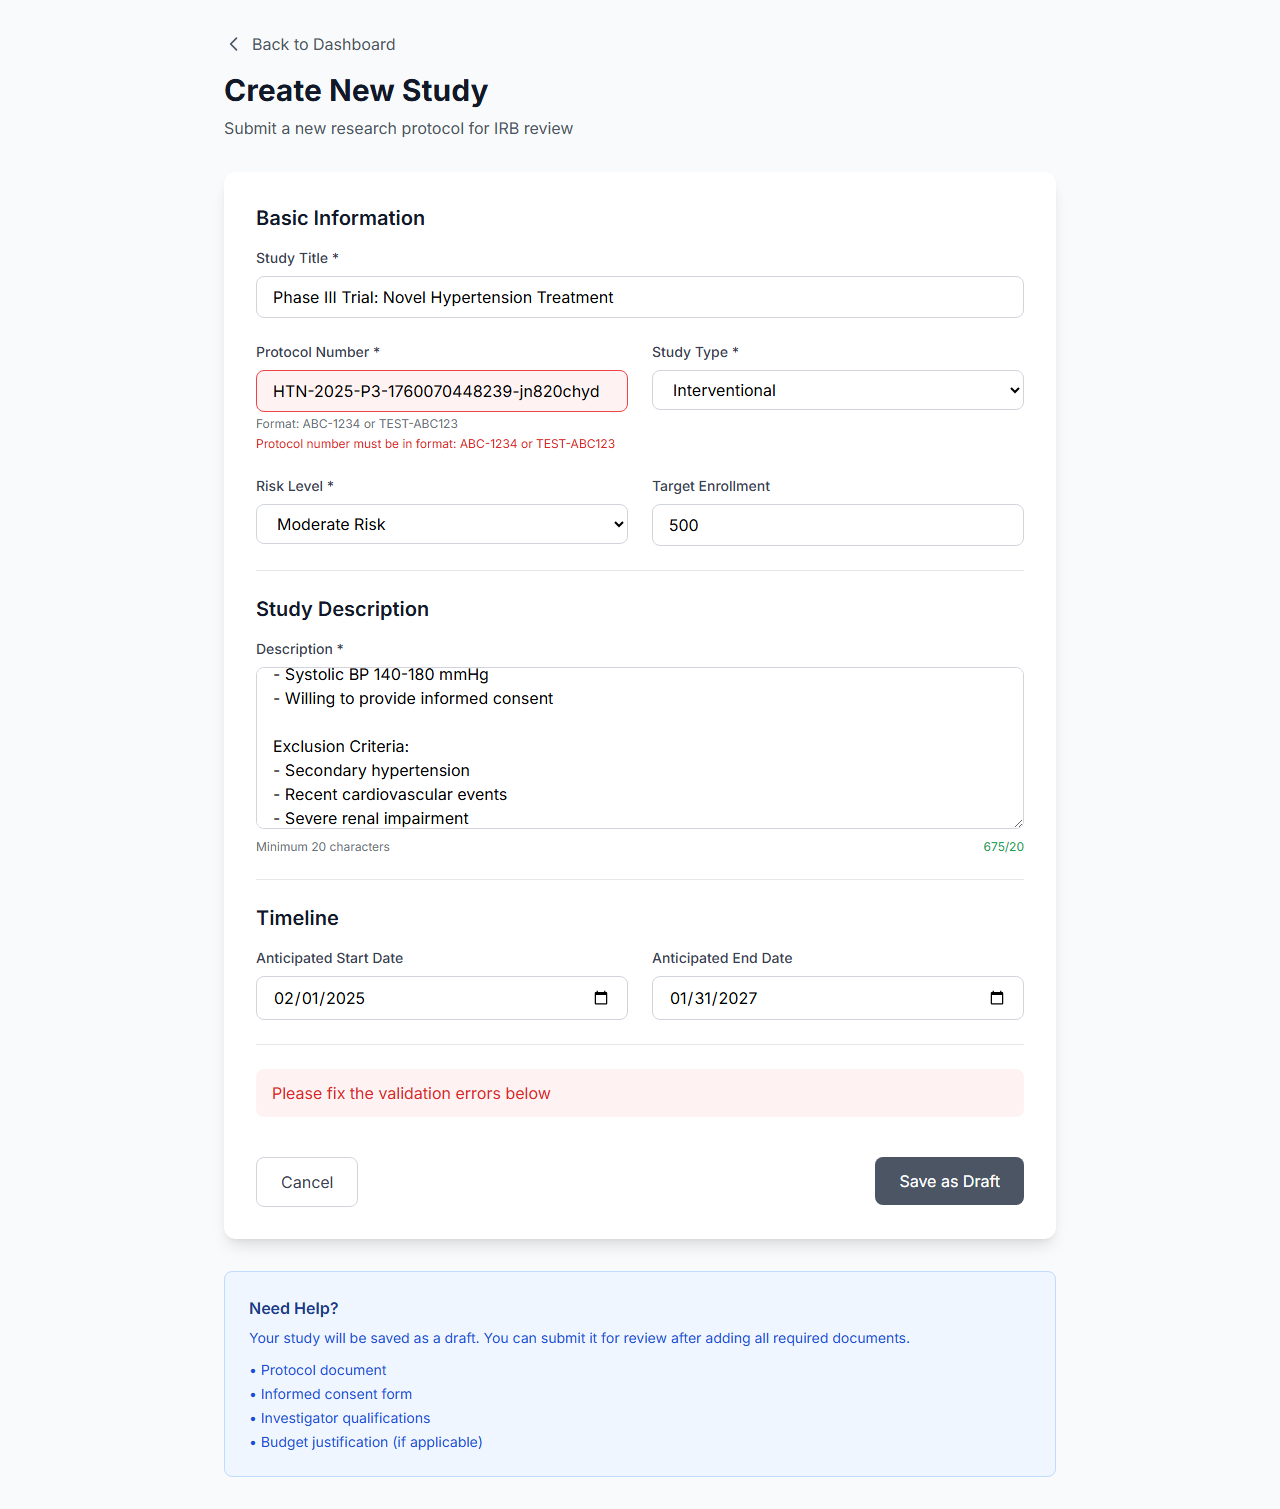 Back to Dashboard
Create New Study
Submit a new research protocol for IRB review
Basic Information
Study Title *
Phase III Trial: Novel Hypertension Treatment
Protocol Number *
Study Type *
HTN-2025-P3-1760070448239-jn820chyd
Interventional
Format: ABC-1234 or TEST-ABC123
Protocol number must be in format: ABC-1234 or TEST-ABC123
Risk Level *
Target Enrollment
Moderate Risk
500
Study Description
Description *
- Systolic BP 140-180 mmHg
- Willing to provide informed consent
Exclusion Criteria:
- Secondary hypertension
- Recent cardiovascular events
- Severe renal impairment
Minimum 20 characters
675/20
Timeline
Anticipated Start Date
Anticipated End Date
02/01/2025
01/31/2027
Please fix the validation errors below
Cancel
Save as Draft
Need Help?
Your study will be saved as a draft. You can submit it for review after adding all required documents.
• Protocol document
• Informed consent form
• Investigator qualifications
• Budget justification (if applicable)